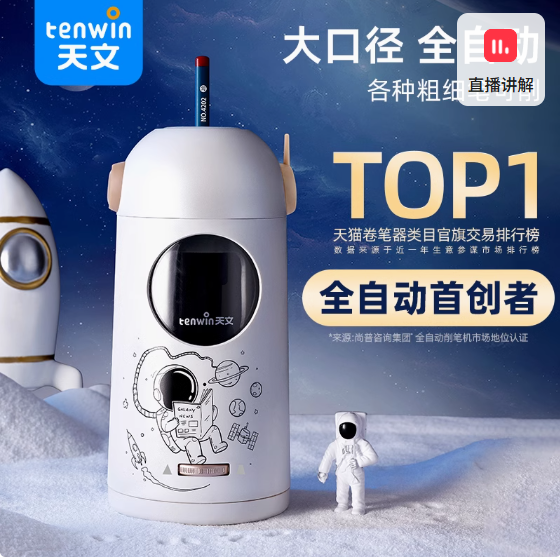 tenwin
天文
大口径 全自动
直播讲解
各种粗细笔可削
NO.4202
TOP1
天猫卷笔器类目官旗交易排行榜
数据来源于近一年生意参谋市场排行榜
全自动首创者
*来源:尚普咨询集团"全自动削笔机市场地位认证
tenwin天文
GALAXY
NEWS